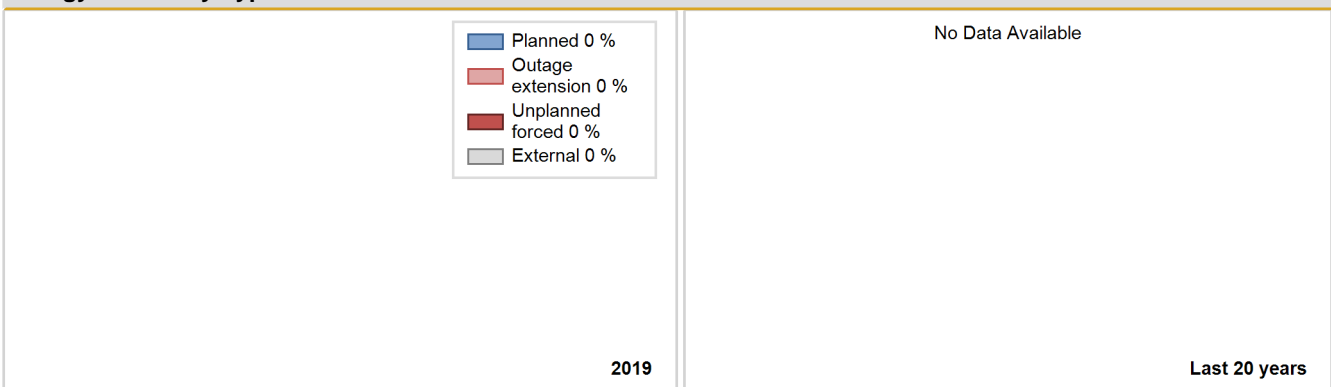 Planned 0 %
Outage
extension 0 %
Unplanned
forced 0 %
External 0 %
2019
No Data Available
Last 20 years